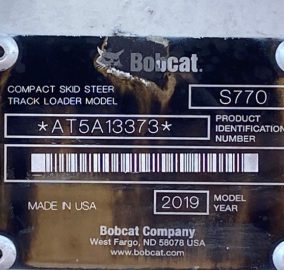 Bobcat.
COMPACT SKID STEER
TRACK LOADER MODEL
S770
*AT5A13373*
PRODUCT
IDENTIFICATION
NUMBER
MADE IN USA
2019
MODEL
YEAR
Bobcat Company
West Fargo, ND 58078 USA
www.bobcat.com